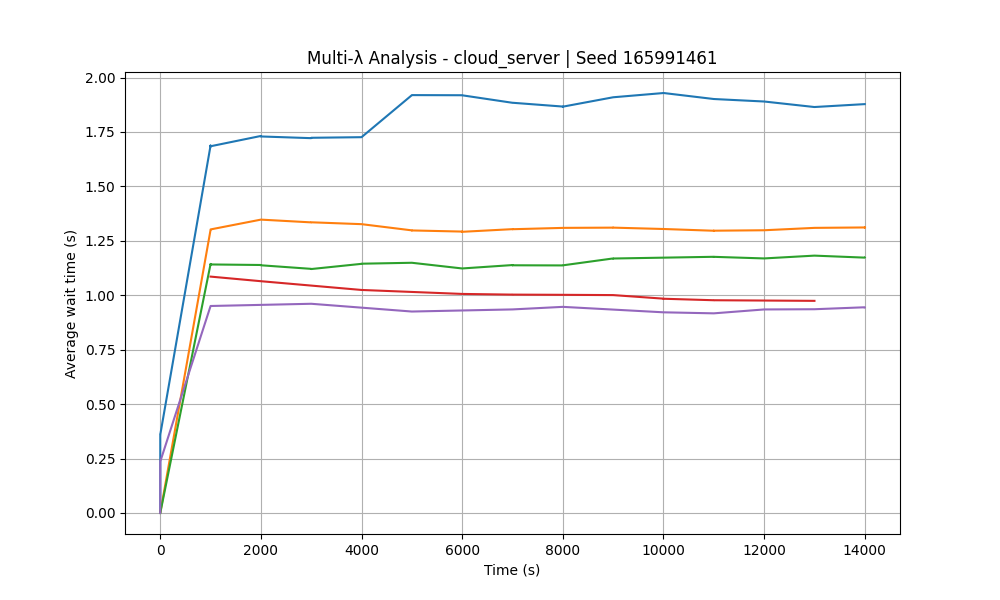 Multi-λ Analysis - cloud_server | Seed 165991461
Average wait time (s)
2.00
1.75
1.50
1.25
1.00
0.75
0.50
0.25
0.00
0 2000 4000 6000 8000 10000 12000 14000
Time (s)